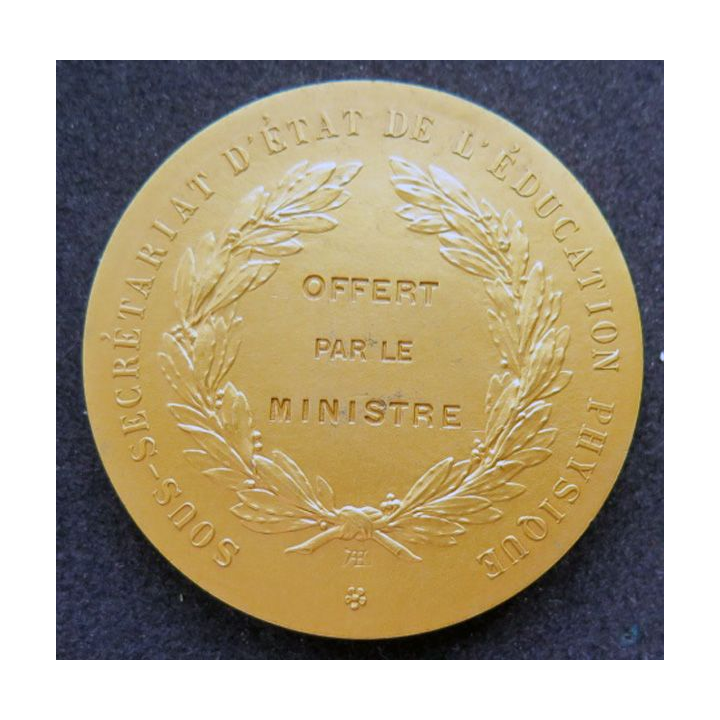 SOUS-SECRÉTARIAT D'ÉTAT DE L'ÉDUCATION PHYSIQUE
OFFERT
PAR LE
MINISTRE